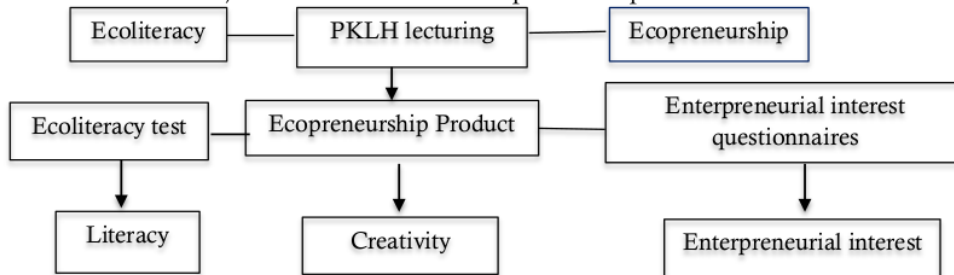 Ecoliteracy
PKLH lecturing
Ecopreneurship
Ecoliteracy test
Ecopreneurship Product
Enterpreneurial interest
questionnaires
Literacy
Creativity
Enterpreneurial interest